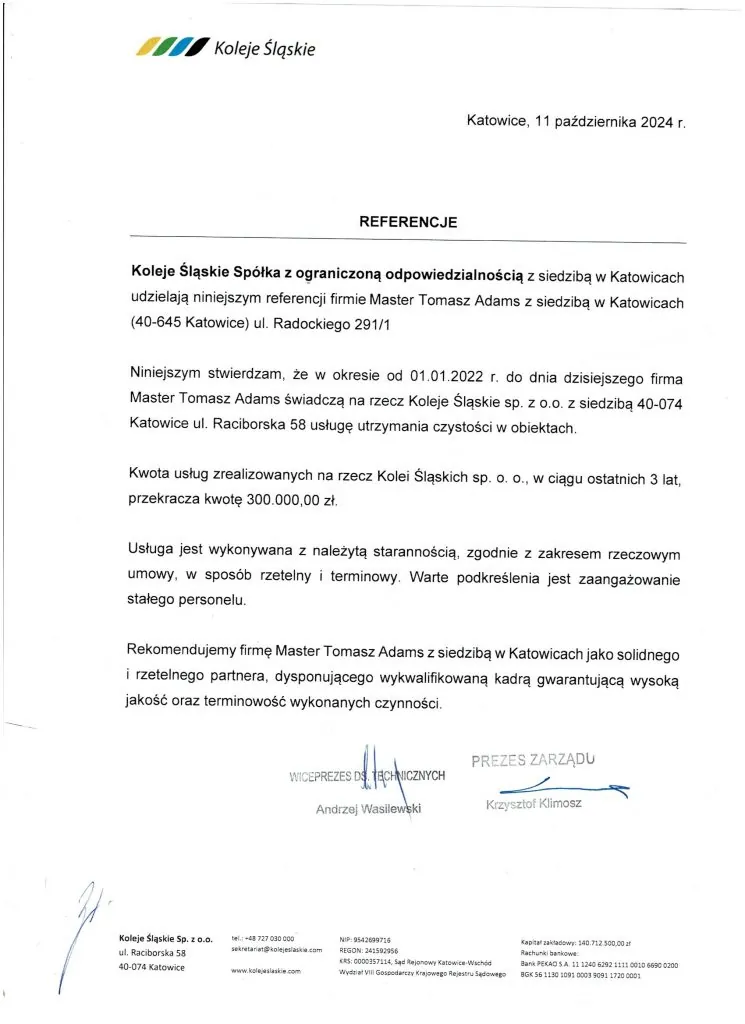 Koleje Śląskie
Katowice, 11 października 2024 r.
REFERENCJE
Koleje Śląskie Spółka z ograniczoną odpowiedzialnością z siedzibą w Katowicach
udzielają niniejszym referencji firmie Master Tomasz Adams z siedzibą w Katowicach
(40-645 Katowice) ul. Radockiego 291/1
Niniejszym stwierdzam, że w okresie od 01.01.2022 r. do dnia dzisiejszego firma
Master Tomasz Adams świadczą na rzecz Koleje Śląskie sp. z o.o. z siedzibą 40-074
Katowice ul. Raciborska 58 usługę utrzymania czystości w obiektach.
Kwota usług zrealizowanych na rzecz Kolei Śląskich sp. o. o., w ciągu ostatnich 3 lat,
przekracza kwotę 300.000,00 zł.
Usługa jest wykonywana z należytą starannością, zgodnie z zakresem rzeczowym
umowy, w sposób rzetelny i terminowy. Warte podkreślenia jest zaangażowanie
stałego personelu.
Rekomendujemy firmę Master Tomasz Adams z siedzibą w Katowicach jako solidnego
i rzetelnego partnera, dysponującego wykwalifikowaną kadrą gwarantującą wysoką
jakość oraz terminowość wykonanych czynności.
WICEPREZES DS. TECHNICZNYCH
Andrzej Wasilewski
PREZES ZARZĄDU
Krzysztof Klimosz
Koleje Śląskie Sp. z o.o.
ul. Raciborska 58
40-074 Katowice
tel.: +48 727 030 000
sekretariat@kolejeslaskie.com
www.kolejeslaskie.com
NIP: 9542699716
REGON: 241592956
KRS: 0000357114, Sąd Rejonowy Katowice-Wschód
Wydział VIII Gospodarczy Krajowego Rejestru Sądowego
Kapitał zakładowy: 140.712.500,00 zł
Rachunki bankowe:
Bank PEKAO S.A. 11 1240 6292 1111 0010 6690 0200
BGK 56 1130 1091 0003 9091 1720 0001